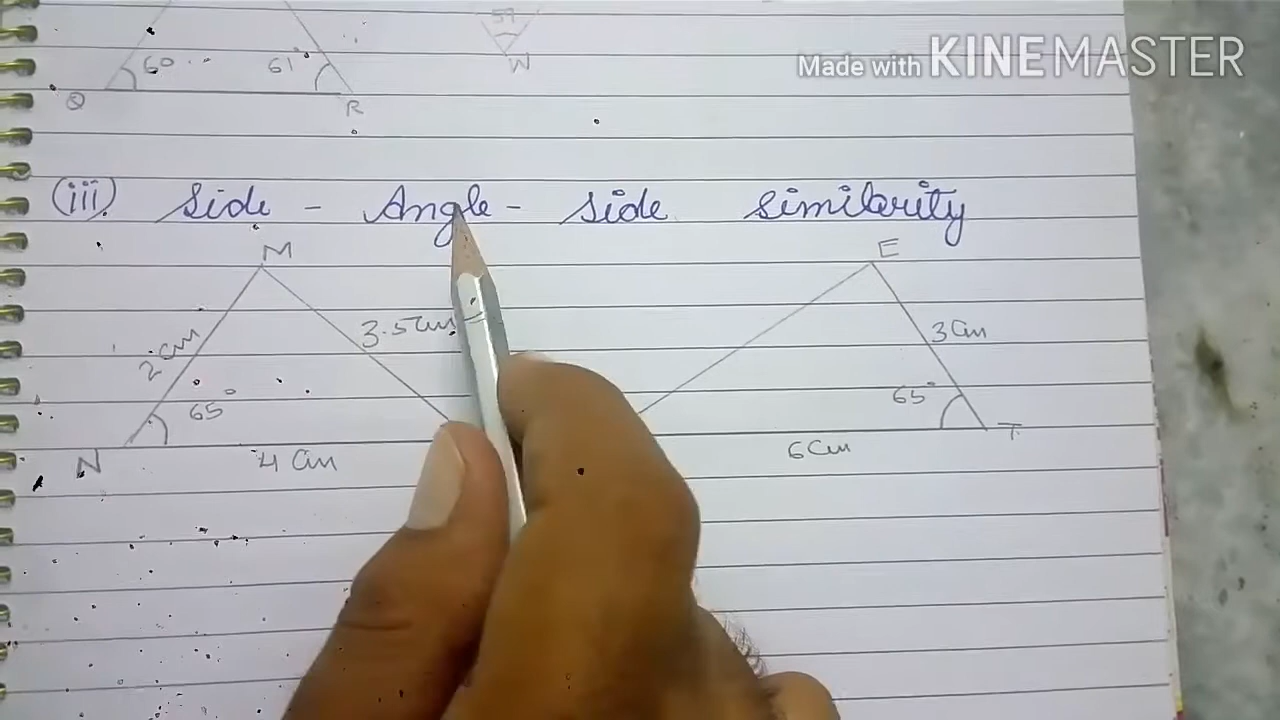 59
60
61°
W
Q
R
Made with KINEMASTER
(iii) Side - Angle - Side Similarity
M
E
2 cm
3.5 cm
3 cm
65°
65°
N
4 cm
6 cm
T